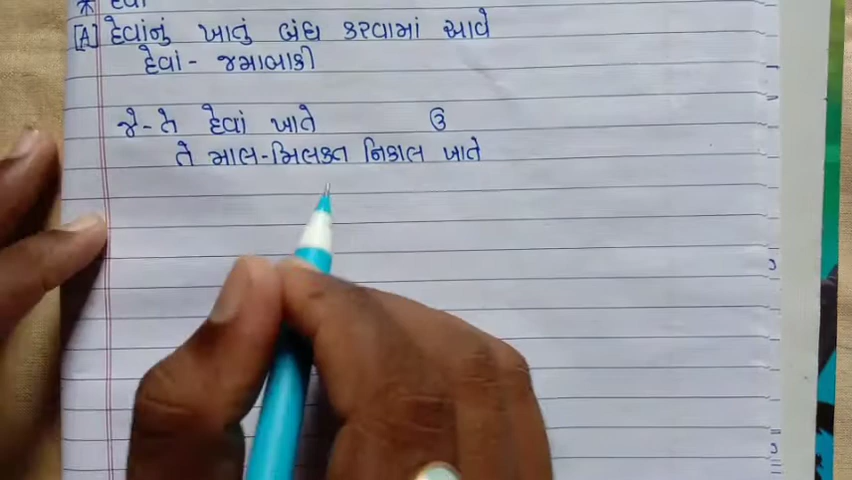 * દેવાં
[A] દેવાંનું ખાતું બંધ કરવામાં આવે
દેવાં - જમાબાકી
જે-તે દેવાં ખાતે ઉ
તે માલ-મિલકત નિકાલ ખાતે